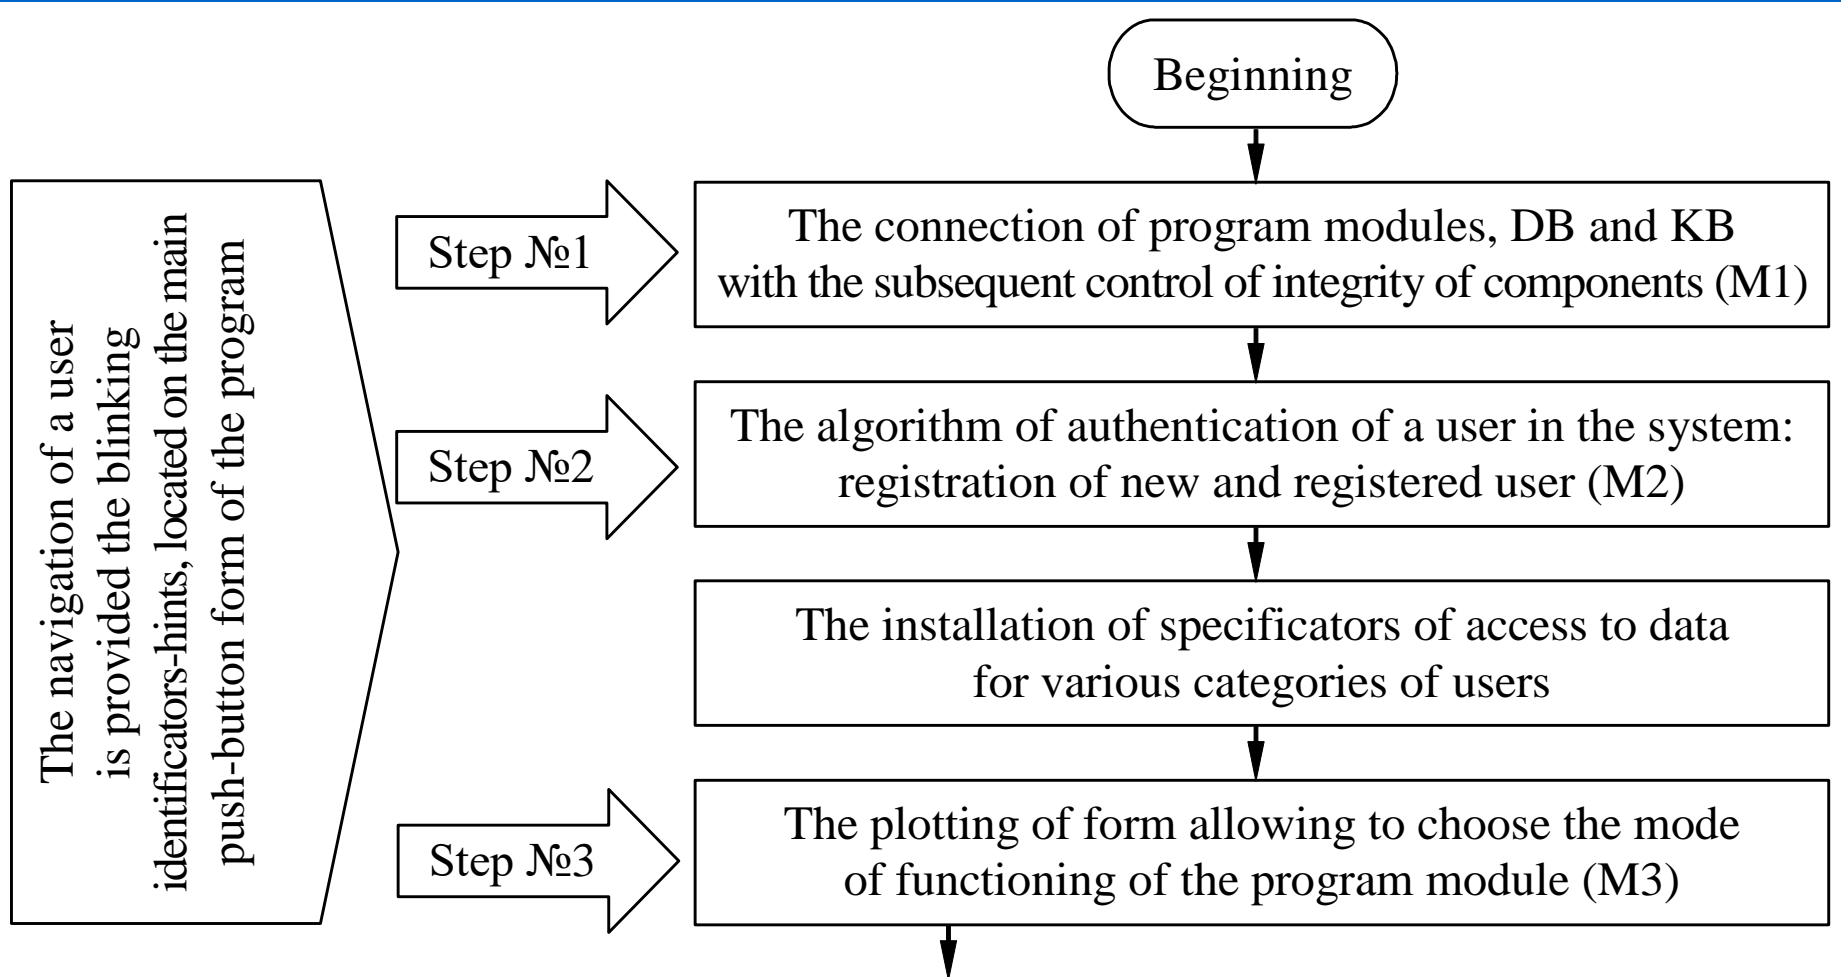 Beginning
The navigation of a user
is provided the blinking
identificators-hints, located on the main
push-button form of the program
Step №1
The connection of program modules, DB and KB
with the subsequent control of integrity of components (M1)
Step №2
The algorithm of authentication of a user in the system:
registration of new and registered user (M2)
The installation of specificators of access to data
for various categories of users
Step №3
The plotting of form allowing to choose the mode
of functioning of the program module (M3)